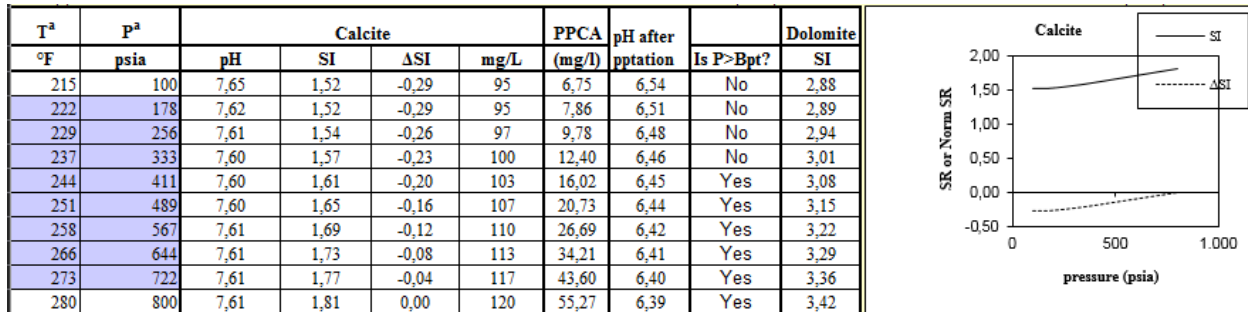 Tª Pª Calcite PPCA pH after Dolomite
°F psia pH SI ΔSI mg/L (mg/l) pptation Is P>Bpt? SI
215 100 7,65 1,52 -0,29 95 6,75 6,54 No 2,88
222 178 7,62 1,52 -0,29 95 7,86 6,51 No 2,89
229 256 7,61 1,54 -0,26 97 9,78 6,48 No 2,94
237 333 7,60 1,57 -0,23 100 12,40 6,46 No 3,01
244 411 7,60 1,61 -0,20 103 16,02 6,45 Yes 3,08
251 489 7,60 1,65 -0,16 107 20,73 6,44 Yes 3,15
258 567 7,61 1,69 -0,12 110 26,69 6,42 Yes 3,22
266 644 7,61 1,73 -0,08 113 34,21 6,41 Yes 3,29
273 722 7,61 1,77 -0,04 117 43,60 6,40 Yes 3,36
280 800 7,61 1,81 0,00 120 55,27 6,39 Yes 3,42
Calcite
SI
ΔSI
SR or Norm SR
2,00
1,50
1,00
0,50
0,00
-0,50
0 500 1.000
pressure (psia)